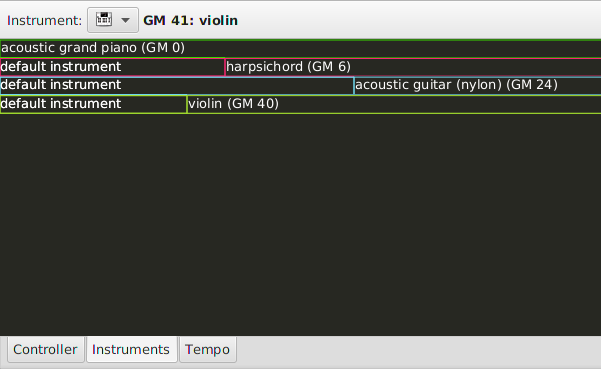 Instrument: GM 41: violin
acoustic grand piano (GM 0)
default instrument harpsichord (GM 6)
default instrument acoustic guitar (nylon) (GM 24)
default instrument violin (GM 40)
Controller Instruments Tempo